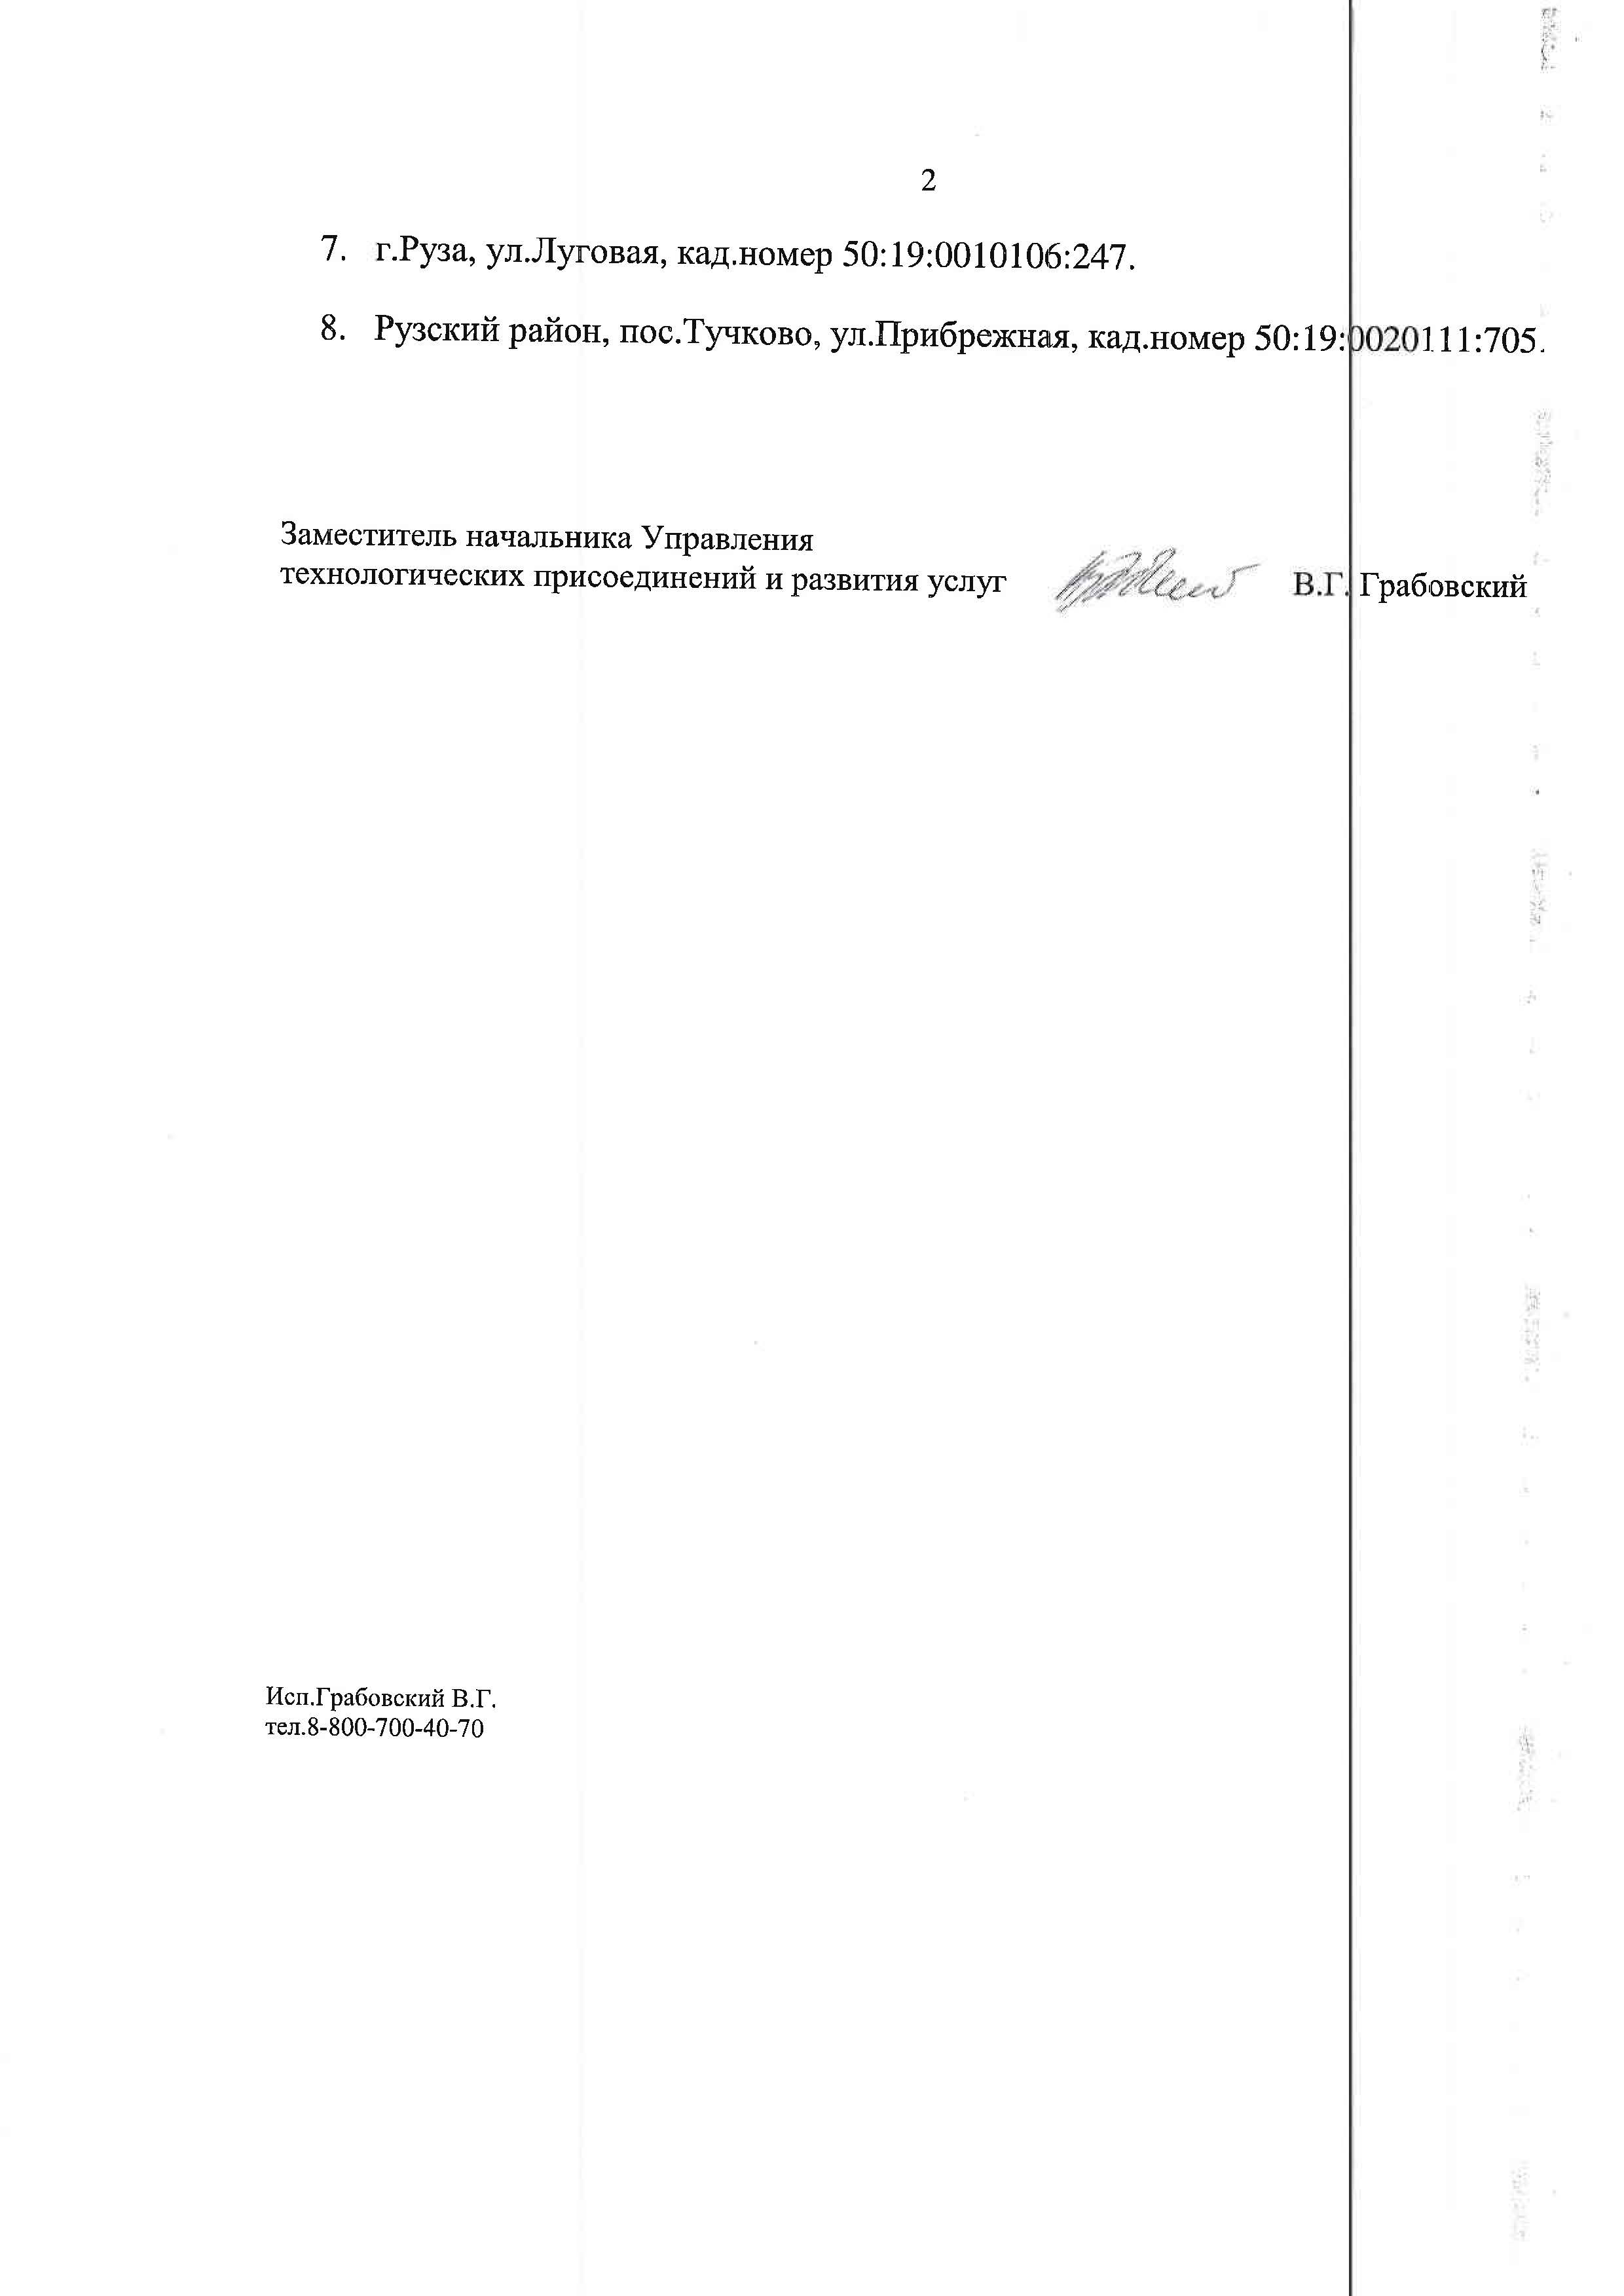 2
7. г.Руза, ул.Луговая, кад.номер 50:19:0010106:247.
8. Рузский район, пос.Тучково, ул.Прибрежная, кад.номер 50:19:0020111:705.
Заместитель начальника Управления
технологических присоединений и развития услуг В.Г. Грабовский
Исп.Грабовский В.Г.
тел.8-800-700-40-70